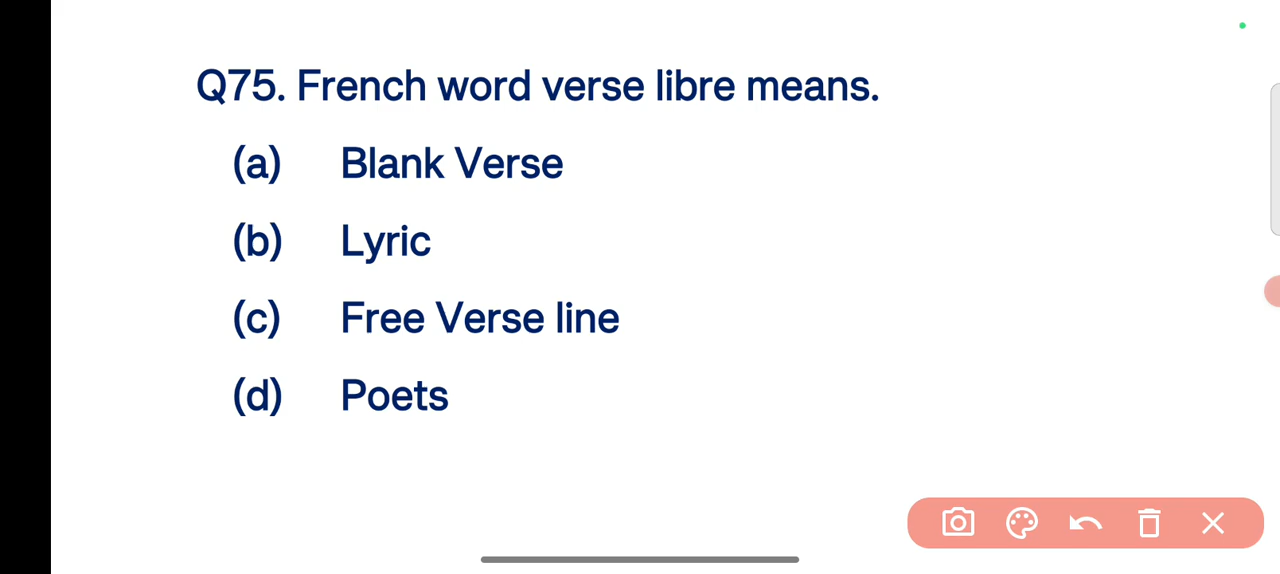 Q75. French word verse libre means.
(a) Blank Verse
(b) Lyric
(c) Free Verse line
(d) Poets